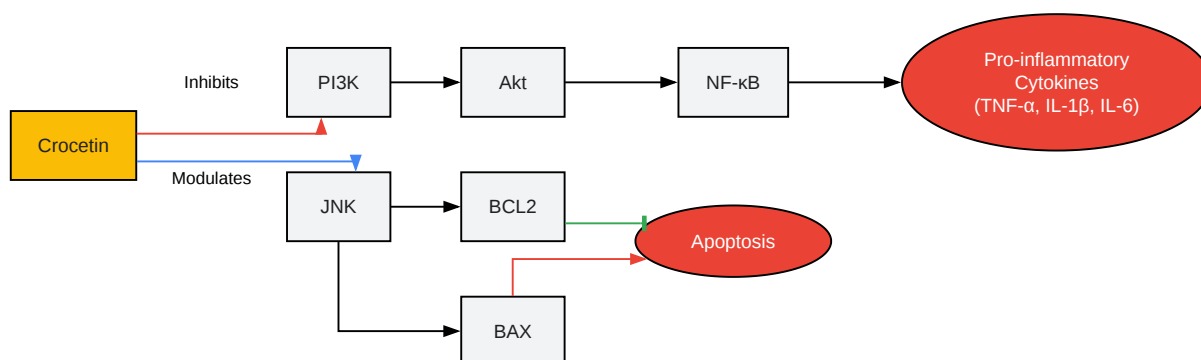 Inhibits
PI3K
Akt
NF-κB
Pro-inflammatory
Cytokines
(TNF-α, IL-1β, IL-6)
Crocetin
Modulates
JNK
BCL2
Apoptosis
BAX